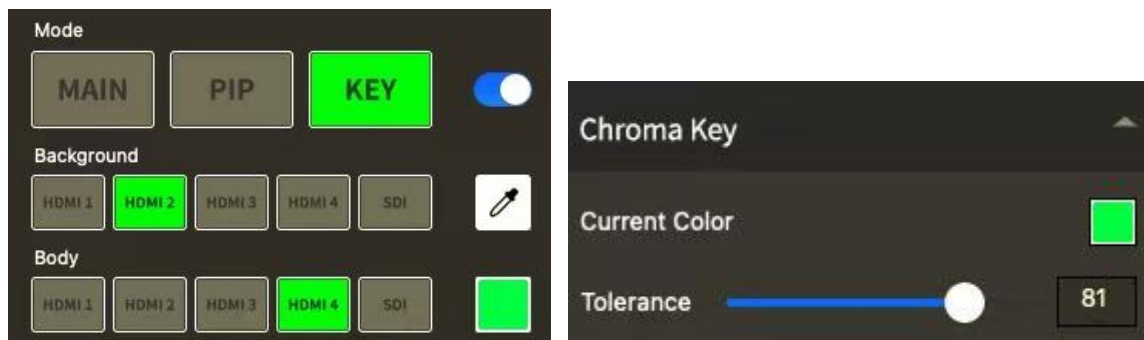 Mode
MAIN PIP KEY
Background
HDMI 1 HDMI 2 HDMI 3 HDMI 4 SDI
Body
HDMI 1 HDMI 2 HDMI 3 HDMI 4 SDI
Chroma Key
Current Color
Tolerance 81